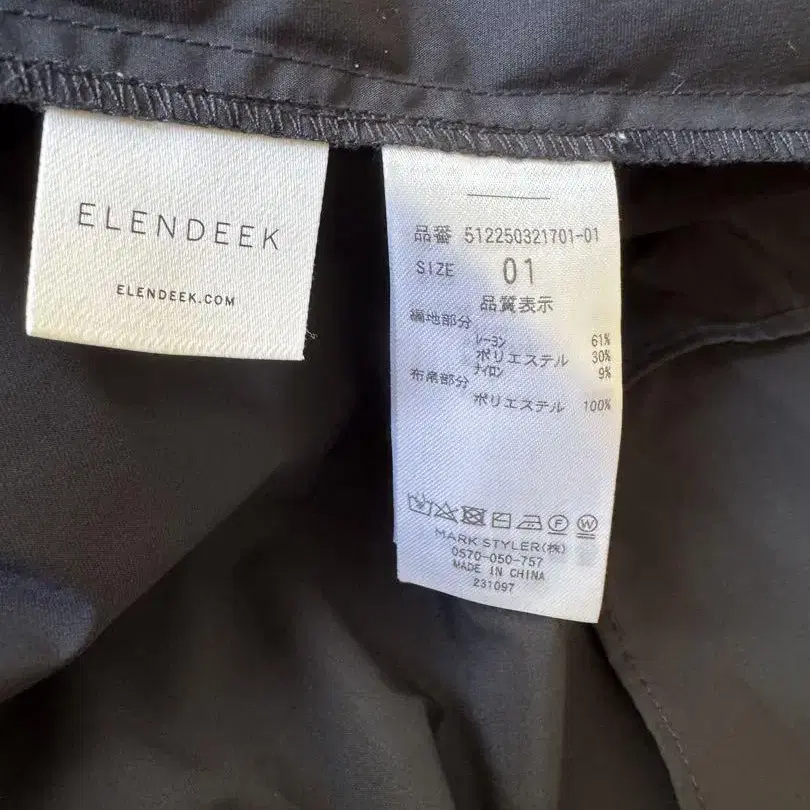 ELENDEEK
ELENDEEK.COM
品番 512250321701-01
SIZE 01
品質表示
編地部分
レーヨン 61%
ポリエステル 30%
ナイロン 9%
布帛部分
ポリエステル 100%
F W
MARK STYLER(株)
0570-050-757
MADE IN CHINA
231097